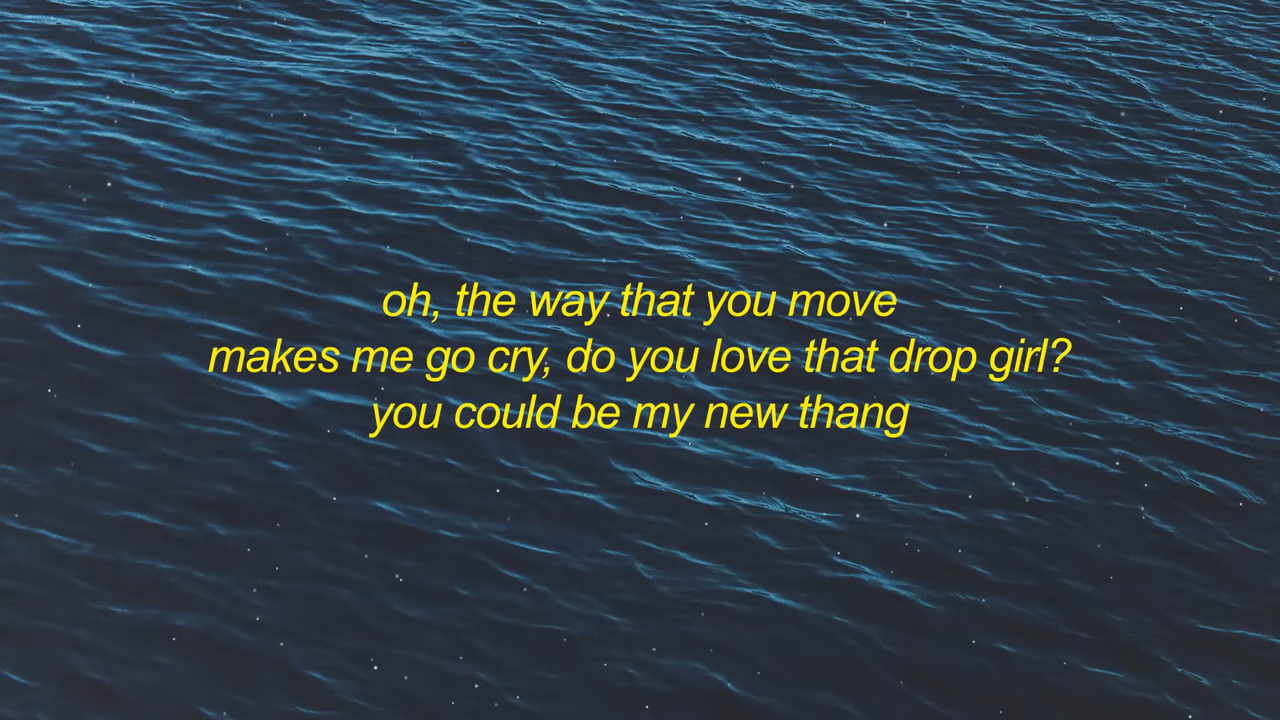 oh, the way that you move
makes me go cry, do you love that drop girl?
you could be my new thang